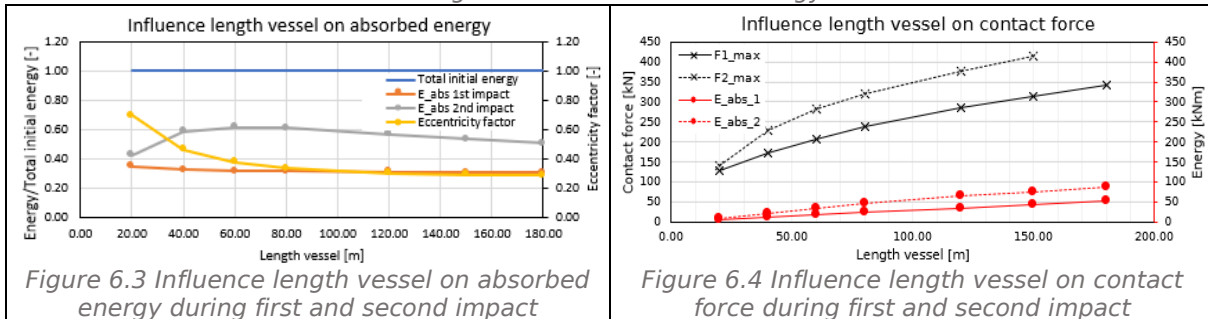 Influence length vessel on absorbed energy
Energy/Total initial energy [-]
1.20
1.00
0.80
0.60
0.40
0.20
0.00
Total initial energy
E_abs 1st impact
E_abs 2nd impact
Eccentricity factor
1.20
1.00
0.80
0.60
0.40
0.20
0.00
Eccentricity factor [-]
0.00 20.00 40.00 60.00 80.00 100.00 120.00 140.00 160.00 180.00
Length vessel [m]
Figure 6.3 Influence length vessel on absorbed
energy during first and second impact
Influence length vessel on contact force
Contact force [kN]
450
400
350
300
250
200
150
100
50
0
F1_max
F2_max
E_abs_1
E_abs_2
450
400
350
300
250
200
150
100
50
0
Energy [kNm]
0.00 50.00 100.00 150.00 200.00
Length vessel [m]
Figure 6.4 Influence length vessel on contact
force during first and second impact